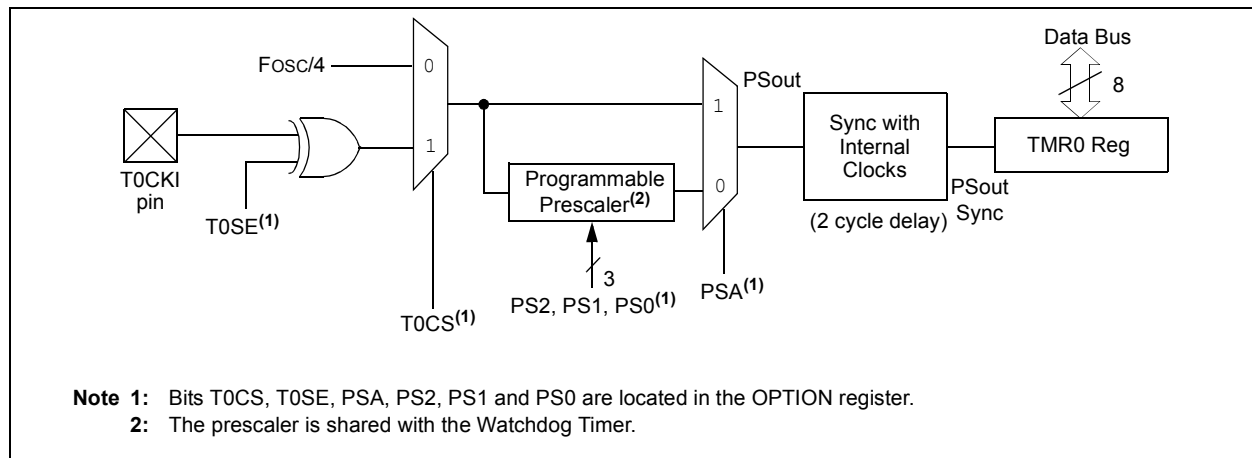 Data Bus
FOSC/4
0
PSout
8
1
Sync with
Internal
Clocks
TMR0 Reg
1
T0CKI
pin
Programmable
Prescaler(2)
0
PSout
Sync
T0SE(1)
(2 cycle delay)
3
PS2, PS1, PS0(1)
PSA(1)
T0CS(1)
Note 1: Bits T0CS, T0SE, PSA, PS2, PS1 and PS0 are located in the OPTION register.
2: The prescaler is shared with the Watchdog Timer.